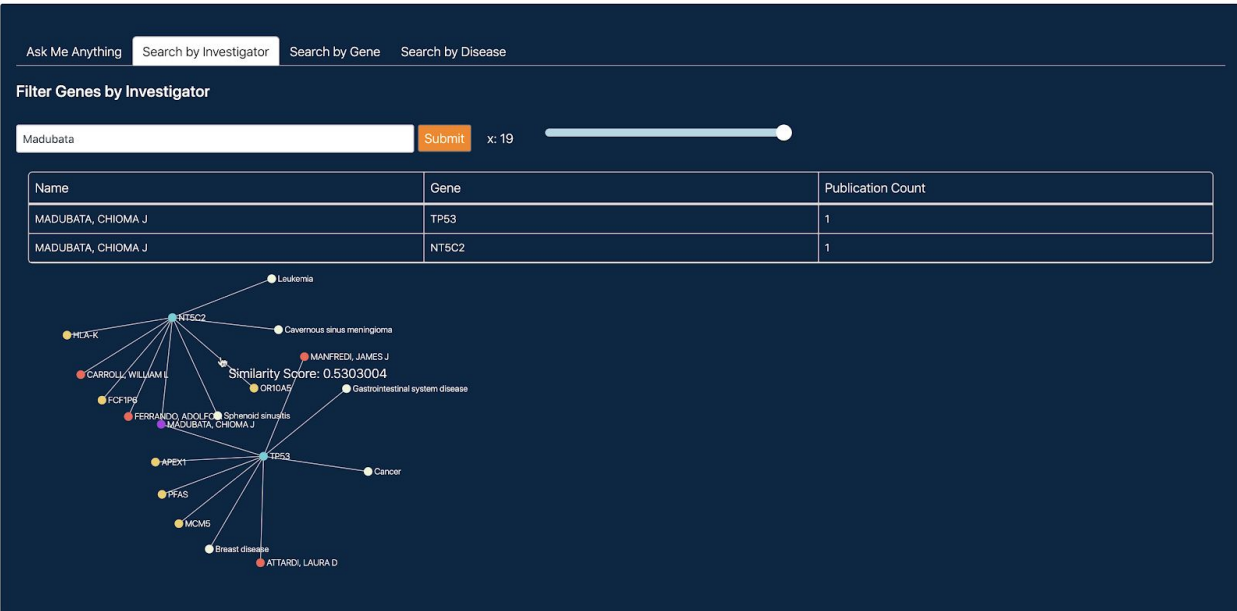 Ask Me Anything Search by Investigator Search by Gene Search by Disease
Filter Genes by Investigator
Madubata Submit x: 19
Name Gene Publication Count
MADUBATA, CHIOMA J TP53 1
MADUBATA, CHIOMA J NT5C2 1
Leukemia
NT5C2
Cavernous sinus meningioma
HLA-K
MANFREDI, JAMES J
CARROLL, WILLIAM L
Similarity Score: 0.5303004
OR10A5
Gastrointestinal system disease
FCF1P6
FERRANDO, ADOLFO
Sphenoid sinusitis
MADUBATA, CHIOMA J
TP53
APEX1
Cancer
PFAS
MCM5
Breast disease
ATTARDI, LAURA D